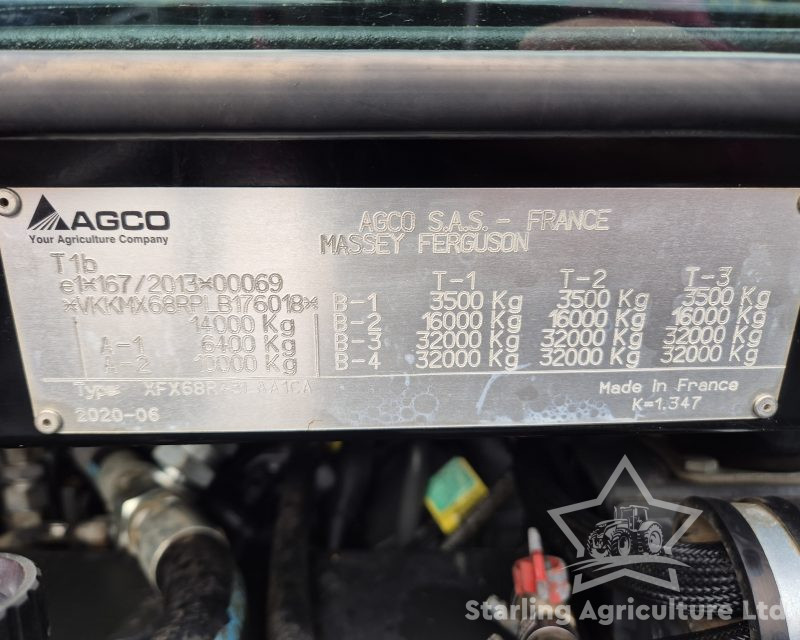 AGCO
Your Agriculture Company
AGCO S.A.S. - FRANCE
MASSEY FERGUSON
T1b
e1*167/2013*00069
*VKKMX68RPLB176018*
14000 Kg
A-1 6400 Kg
A-2 10000 Kg
T-1 T-2 T-3
B-1 3500 Kg 3500 Kg 3500 Kg
B-2 16000 Kg 16000 Kg 16000 Kg
B-3 32000 Kg 32000 Kg 32000 Kg
B-4 32000 Kg 32000 Kg 32000 Kg
Type=
2020-06
Made in France
K=1.347
Starling Agriculture Ltd